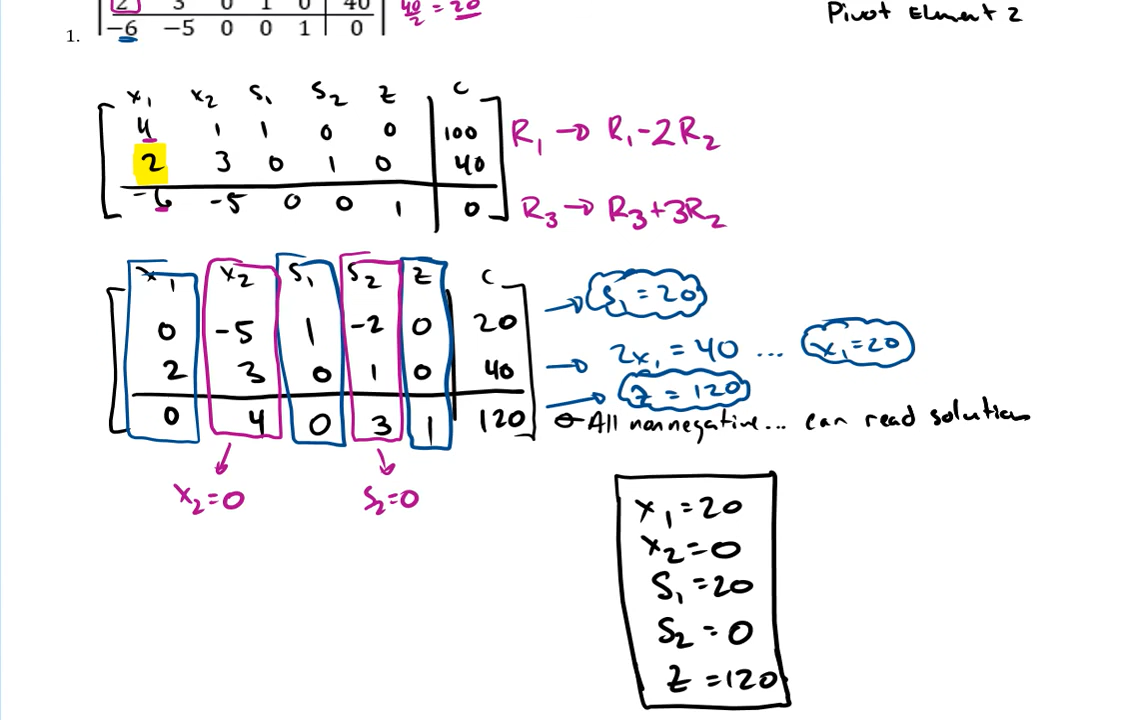 2 3 0 1 0 40
40/2 = 20
Pivot Element 2
1. -6 -5 0 0 1 0
x₁ x₂ S₁ S₂ Z C
4 1 1 0 0 100 R₁ → R₁-2R₂
2 3 0 1 0 40
-6 -5 0 0 1 0 R₃ → R₃+3R₂
x₁ x₂ S₁ S₂ Z C
0 -5 1 -2 0 20 → S₁ = 20
2 3 0 1 0 40 → 2x₁ = 40 ... x₁=20
→ Z = 120
0 4 0 3 1 120 ← All nonnegative... can read solutions
x₂=0 S₂=0
x₁=20
x₂=0
S₁=20
S₂=0
Z=120